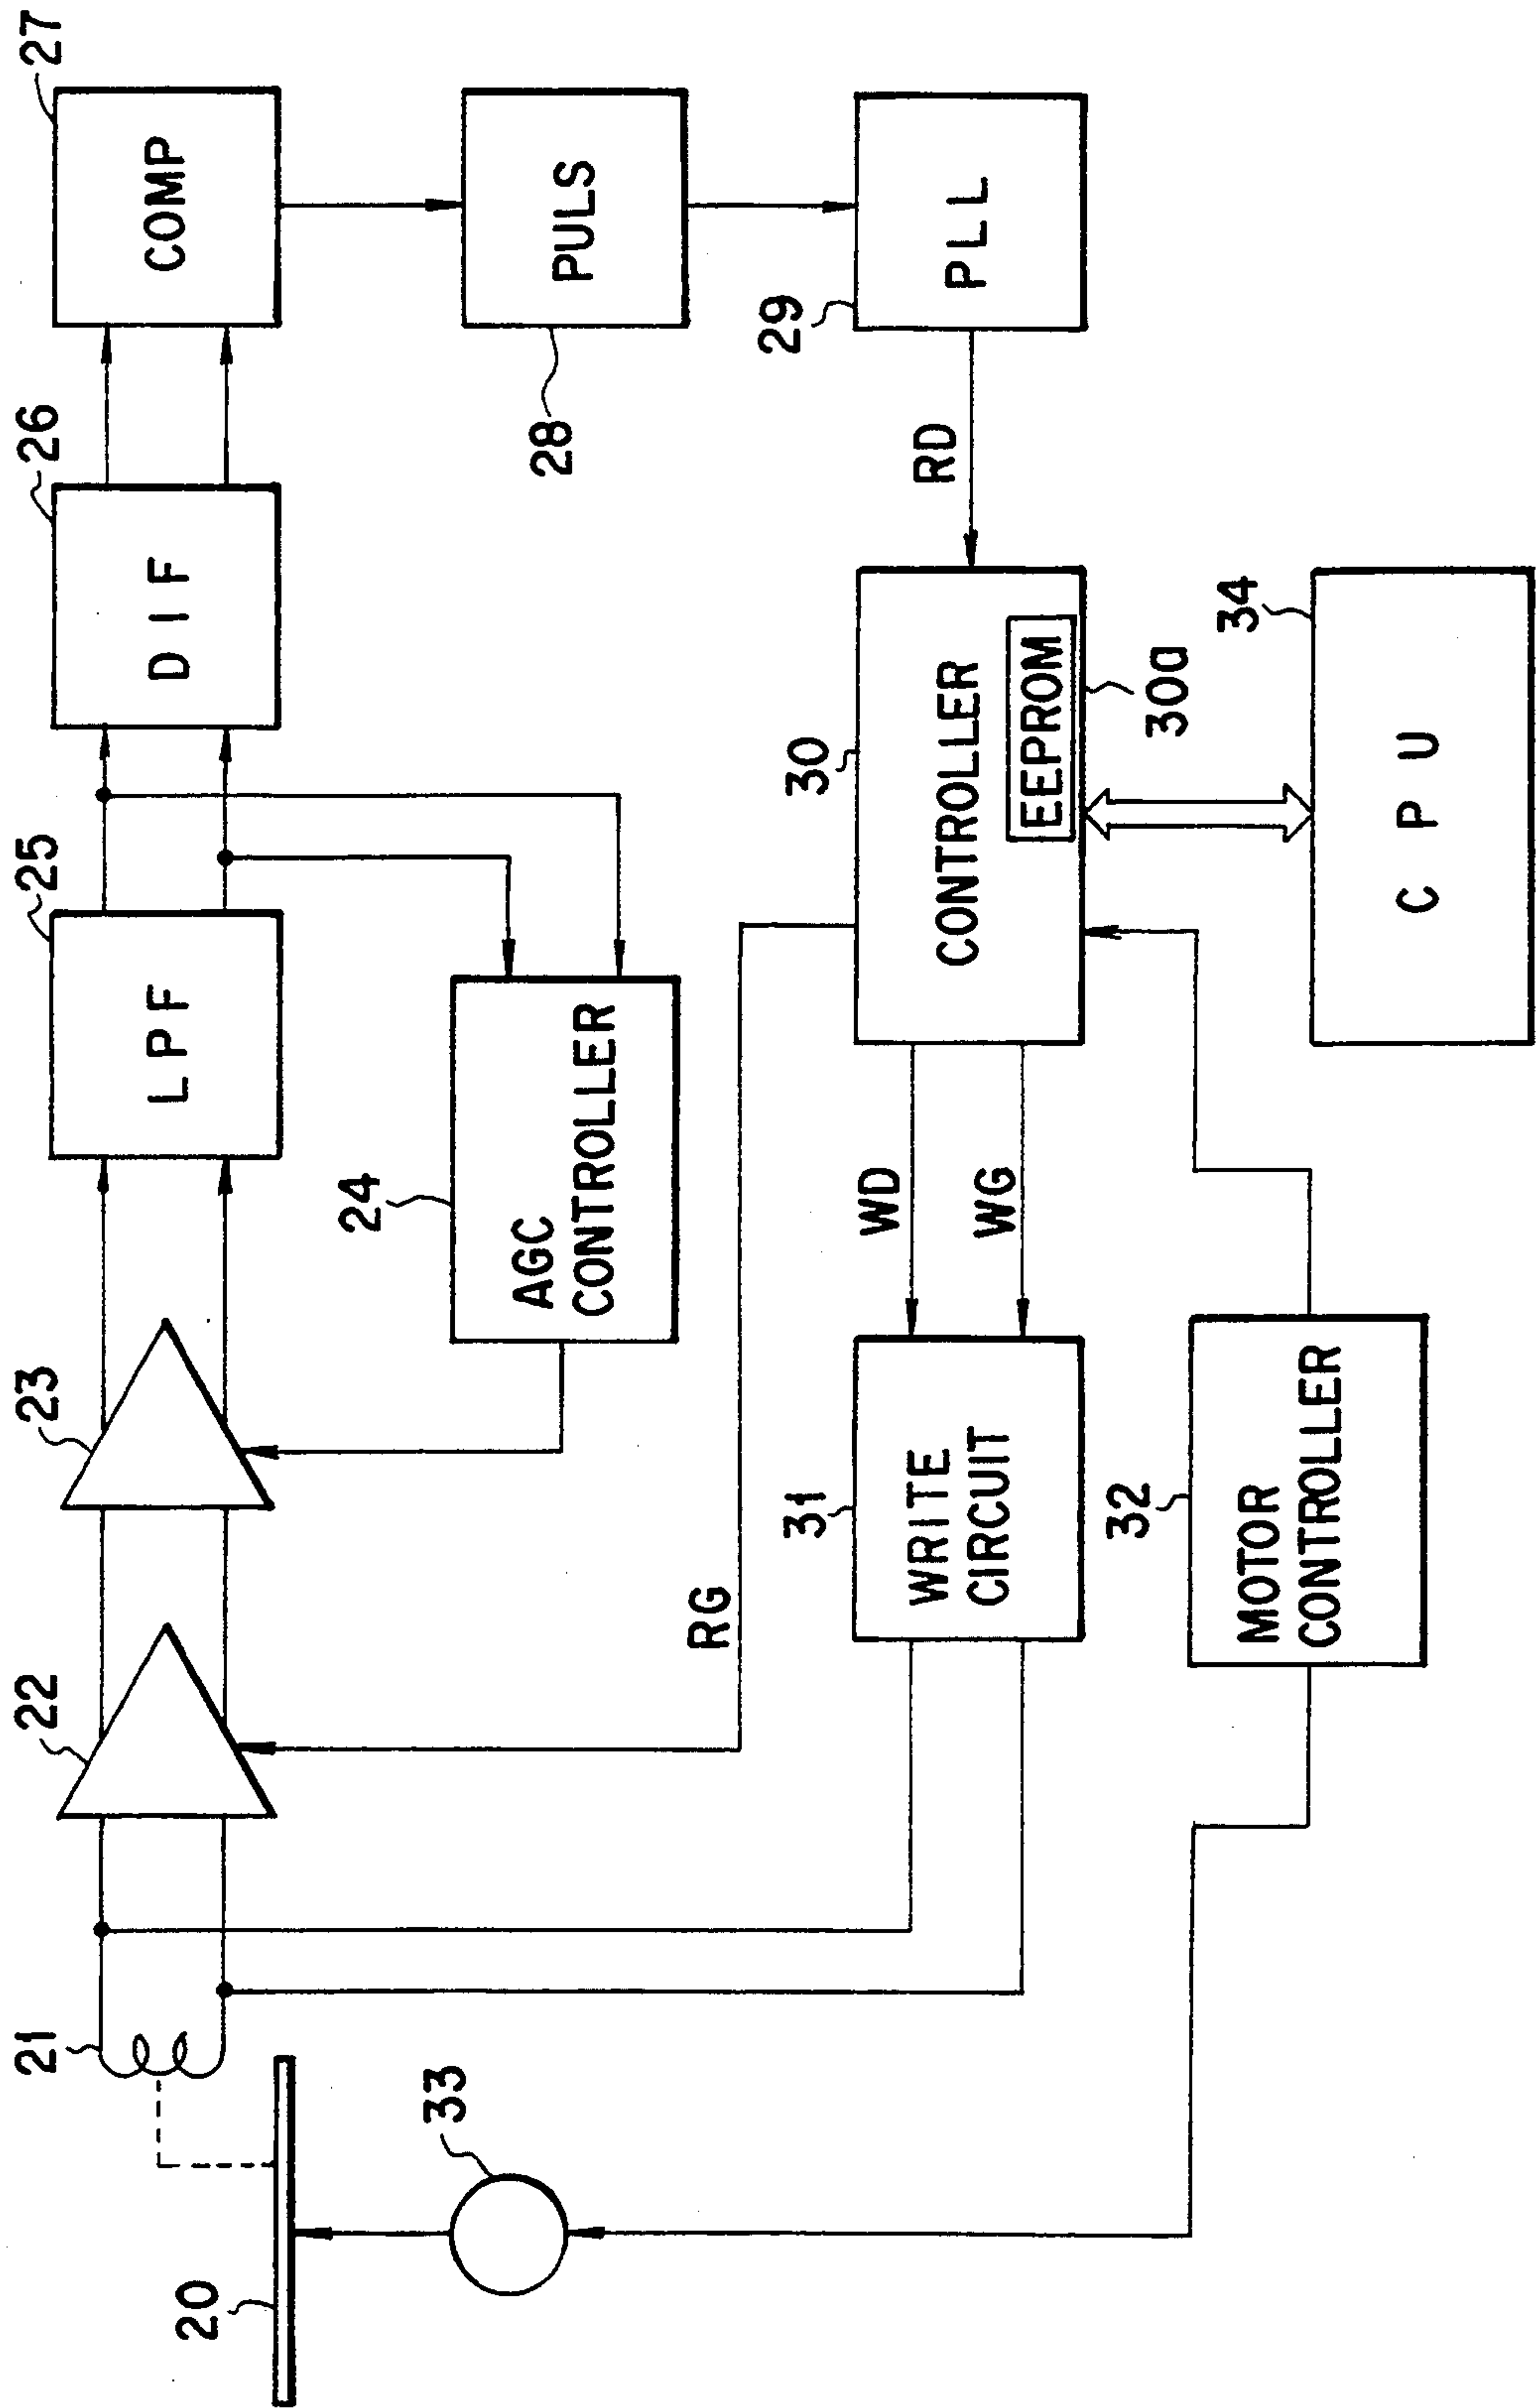 21
22
23
25
26
27
LPF
DIF
COMP
20
33
24
AGC
CONTROLLER
28
PULS
RG
29
PLL
31
WRITE
CIRCUIT
WD
WG
30
CONTROLLER
EEPROM
30a
RD
32
MOTOR
CONTROLLER
34
CPU